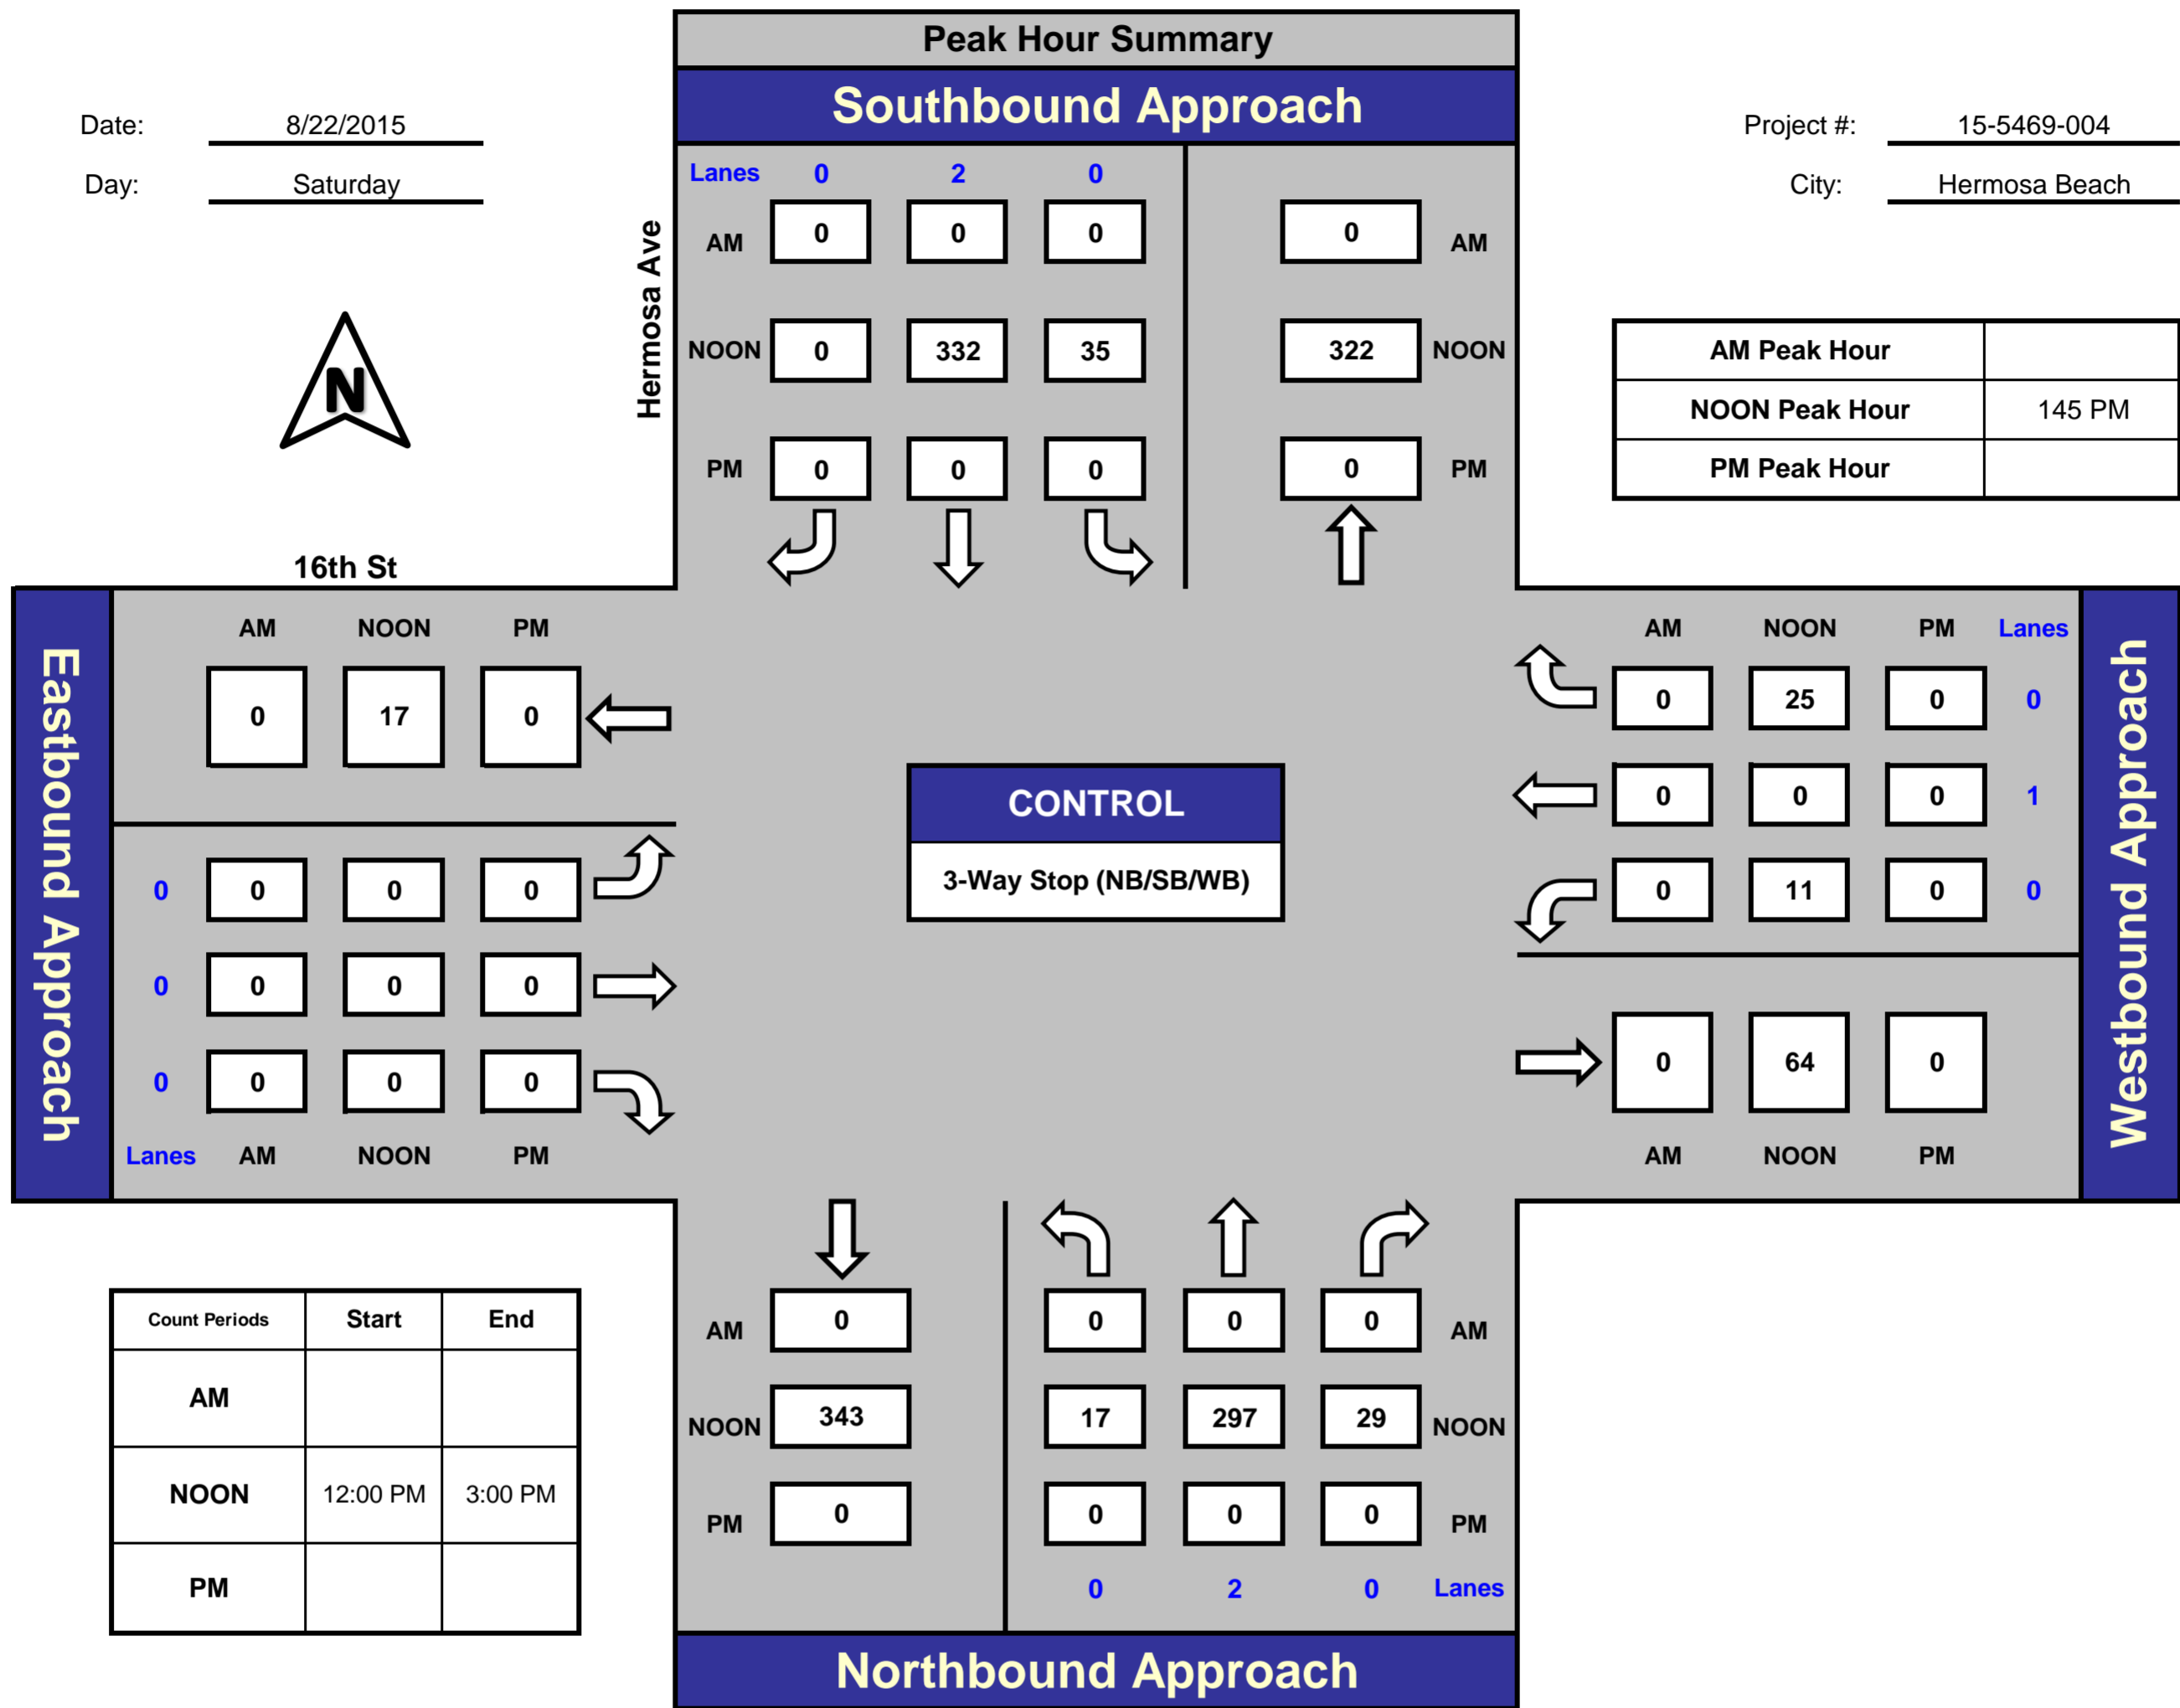 Peak Hour Summary
Southbound Approach
Date: 8/22/2015
Project #: 15-5469-004
Day: Saturday
City: Hermosa Beach
Hermosa Ave
Lanes 0 2 0
AM 0 0 0 0 AM
NOON 0 332 35 322 NOON
PM 0 0 0 0 PM
N
AM Peak Hour
NOON Peak Hour 145 PM
PM Peak Hour
16th St
Eastbound Approach
AM NOON PM
0 17 0
0 0 0 0
0 0 0 0
0 0 0 0
Lanes AM NOON PM
CONTROL
3-Way Stop (NB/SB/WB)
AM NOON PM Lanes
0 25 0 0
0 0 0 1
0 11 0 0
0 64 0
AM NOON PM
Westbound Approach
Count Periods Start End
AM
NOON 12:00 PM 3:00 PM
PM
AM 0 0 0 0 AM
NOON 343 17 297 29 NOON
PM 0 0 0 0 PM
0 2 0 Lanes
Northbound Approach